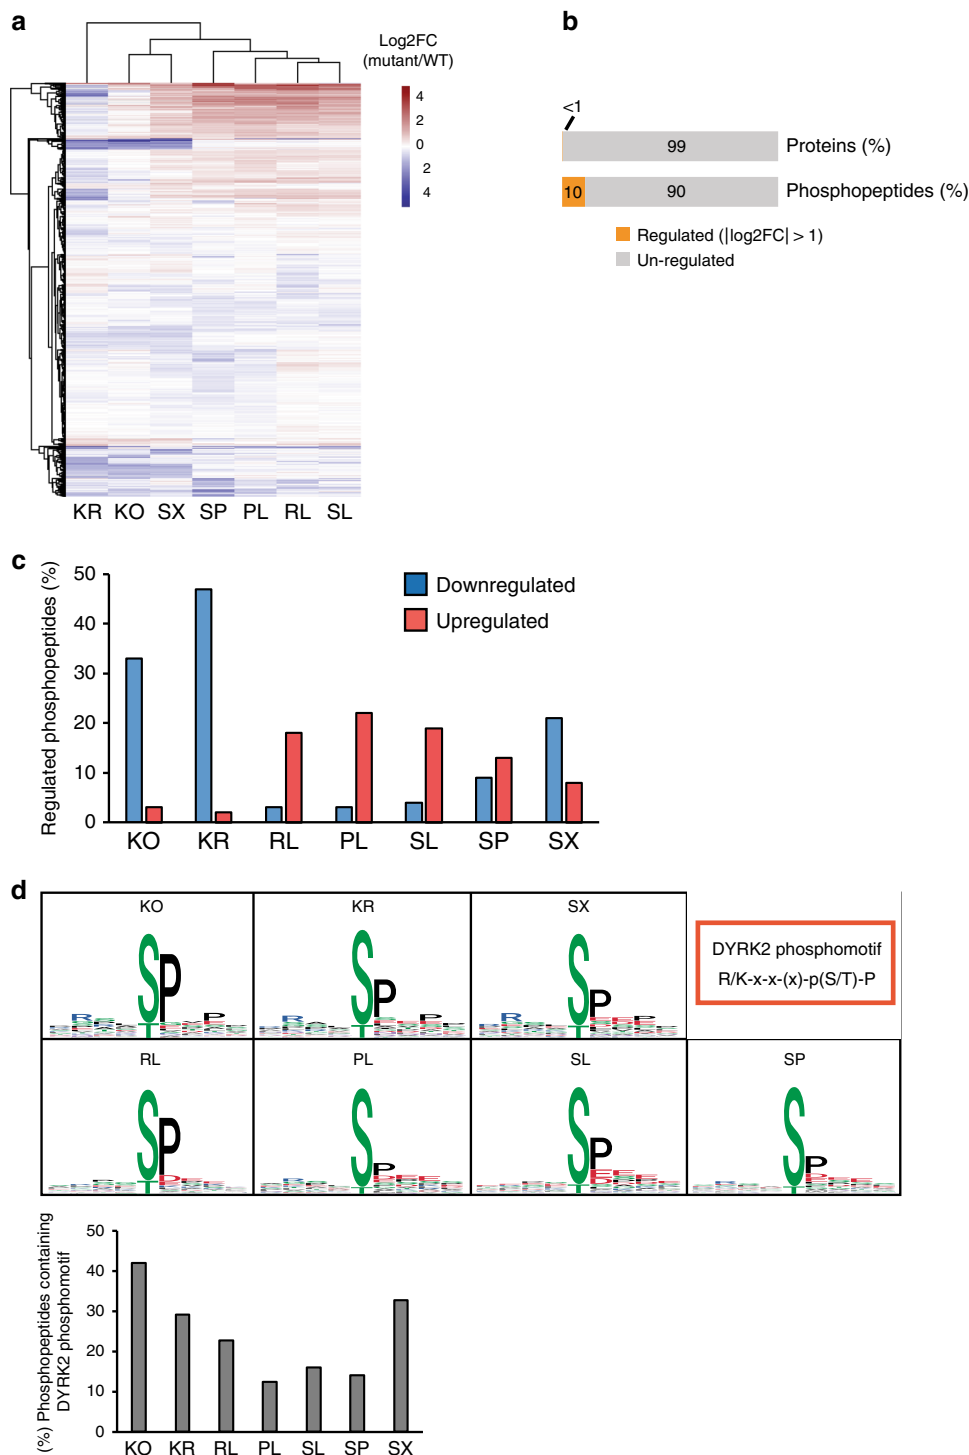 a
Log2FC
(mutant/WT)
4
2
0
2
4
KR KO SX SP PL RL SL
b
<1
99
Proteins (%)
10
90
Phosphopeptides (%)
Regulated (|log2FC| > 1)
Un-regulated
c
Regulated phosphopeptides (%)
50
40
30
20
10
0
Downregulated
Upregulated
KO KR RL PL SL SP SX
d
KO
KR
SX
S P
T
R
S P
T
S P
T
R
DYRK2 phosphomotif
R/K-x-x-(x)-p(S/T)-P
RL
PL
SL
SP
S P
T
D
S P
S P
T
S P
T
(%) Phosphopeptides containing
DYRK2 phosphomotif
50
40
30
20
10
0
KO KR RL PL SL SP SX